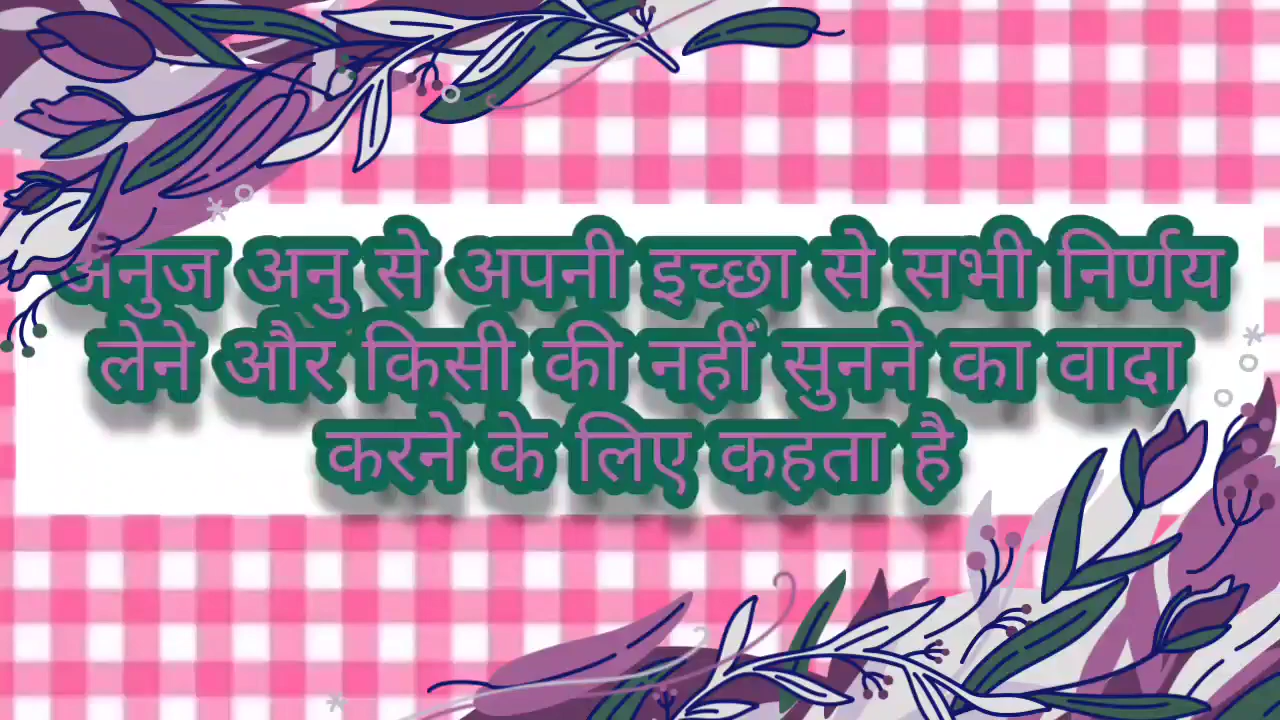 अनुज अनु से अपनी इच्छा से सभी निर्णय
लेने और किसी की नहीं सुनने का वादा
करने के लिए कहता है